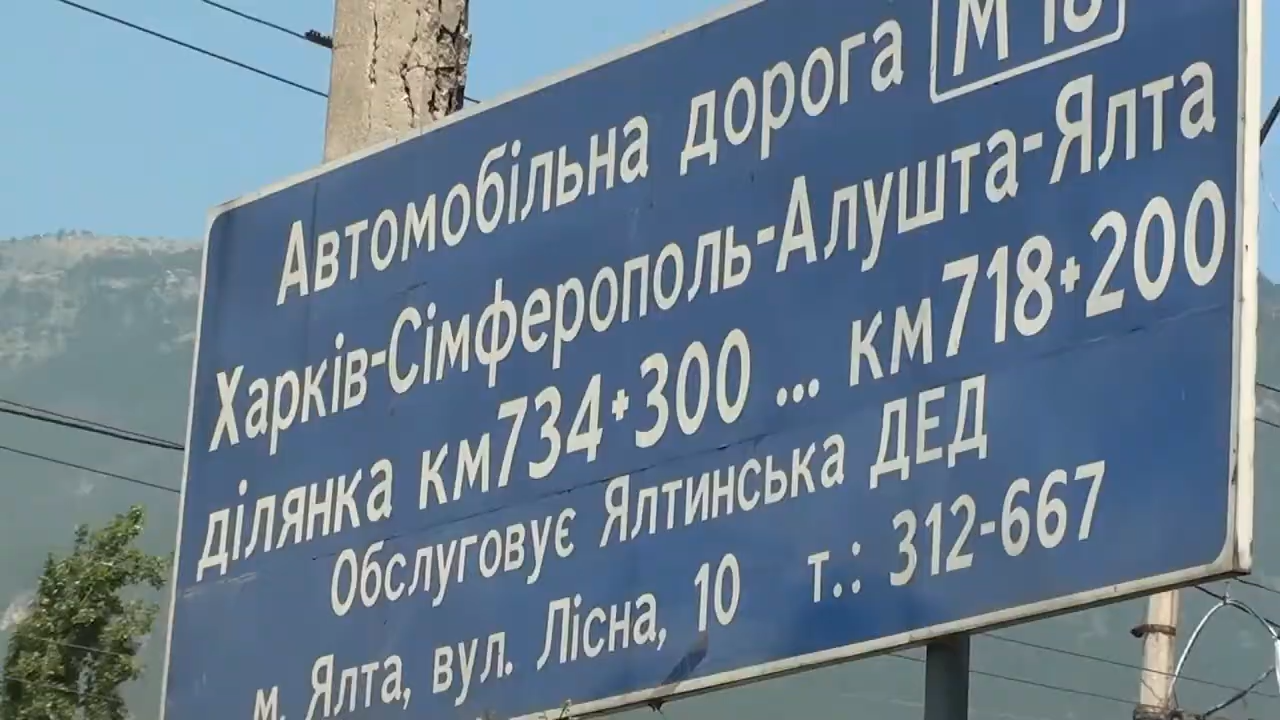 Автомобільна дорога М 18
Харків-Сімферополь-Алушта-Ялта
ділянка км734+300 ... км718+200
Обслуговує Ялтинська ДЕД
м. Ялта, вул. Лісна, 10 т.: 312-667